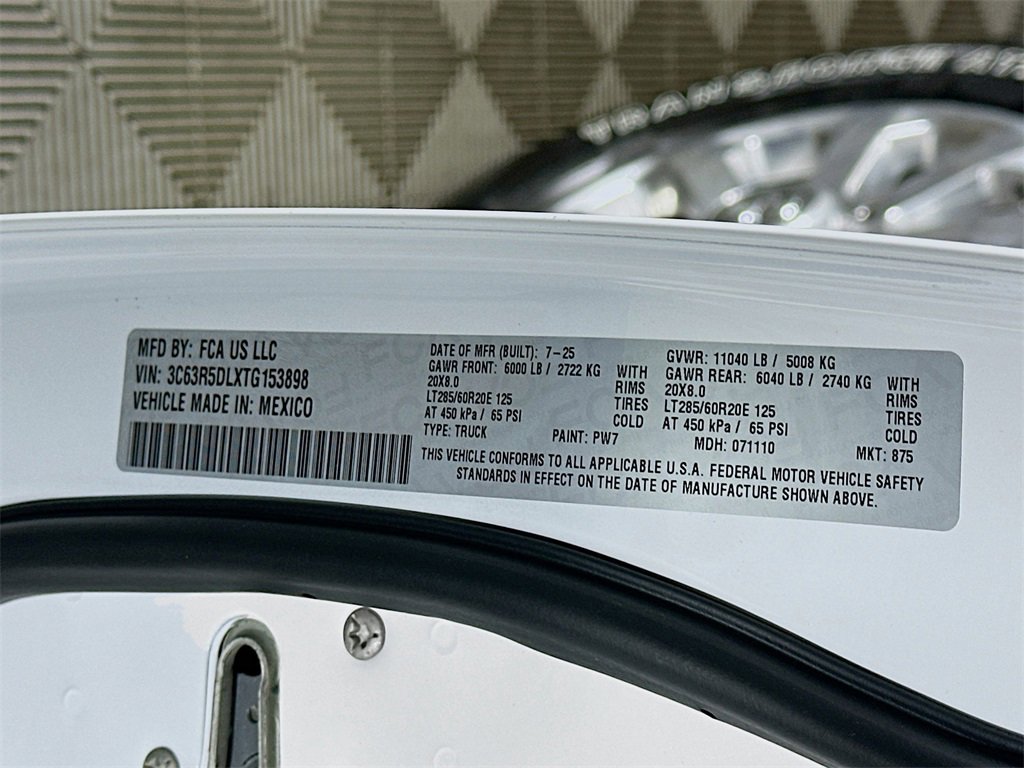 TRANSMOUNTAIN
MFD BY: FCA US LLC
VIN: 3C63R5DLXTG153898
VEHICLE MADE IN: MEXICO
DATE OF MFR (BUILT): 7-25
GAWR FRONT: 6000 LB / 2722 KG WITH
20X8.0 RIMS
LT285/60R20E 125 TIRES
AT 450 kPa / 65 PSI COLD
TYPE: TRUCK PAINT: PW7
GVWR: 11040 LB / 5008 KG
GAWR REAR: 6040 LB / 2740 KG WITH
20X8.0 RIMS
LT285/60R20E 125 TIRES
AT 450 kPa / 65 PSI COLD
MDH: 071110 MKT: 875
THIS VEHICLE CONFORMS TO ALL APPLICABLE U.S.A. FEDERAL MOTOR VEHICLE SAFETY
STANDARDS IN EFFECT ON THE DATE OF MANUFACTURE SHOWN ABOVE.